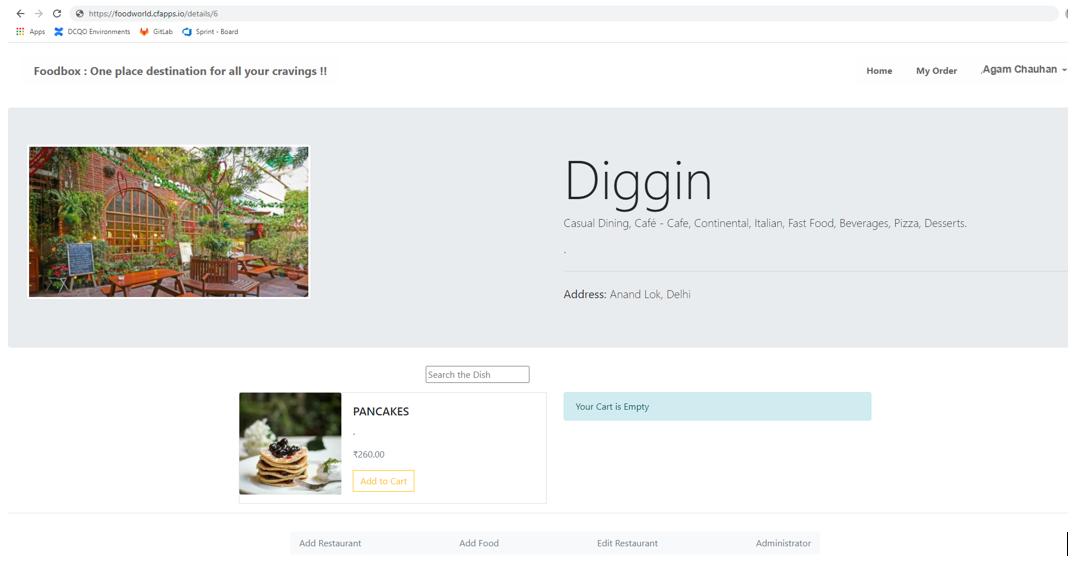 https://foodworld.cfapps.io/details/6
Apps DCQO Environments GitLab Sprint - Board
Foodbox : One place destination for all your cravings !! Home My Order Agam Chauhan
Diggin
Casual Dining, Café - Cafe, Continental, Italian, Fast Food, Beverages, Pizza, Desserts.
.
Address: Anand Lok, Delhi
Search the Dish
PANCAKES
.
₹260.00
Add to Cart
Your Cart is Empty
Add Restaurant Add Food Edit Restaurant Administrator